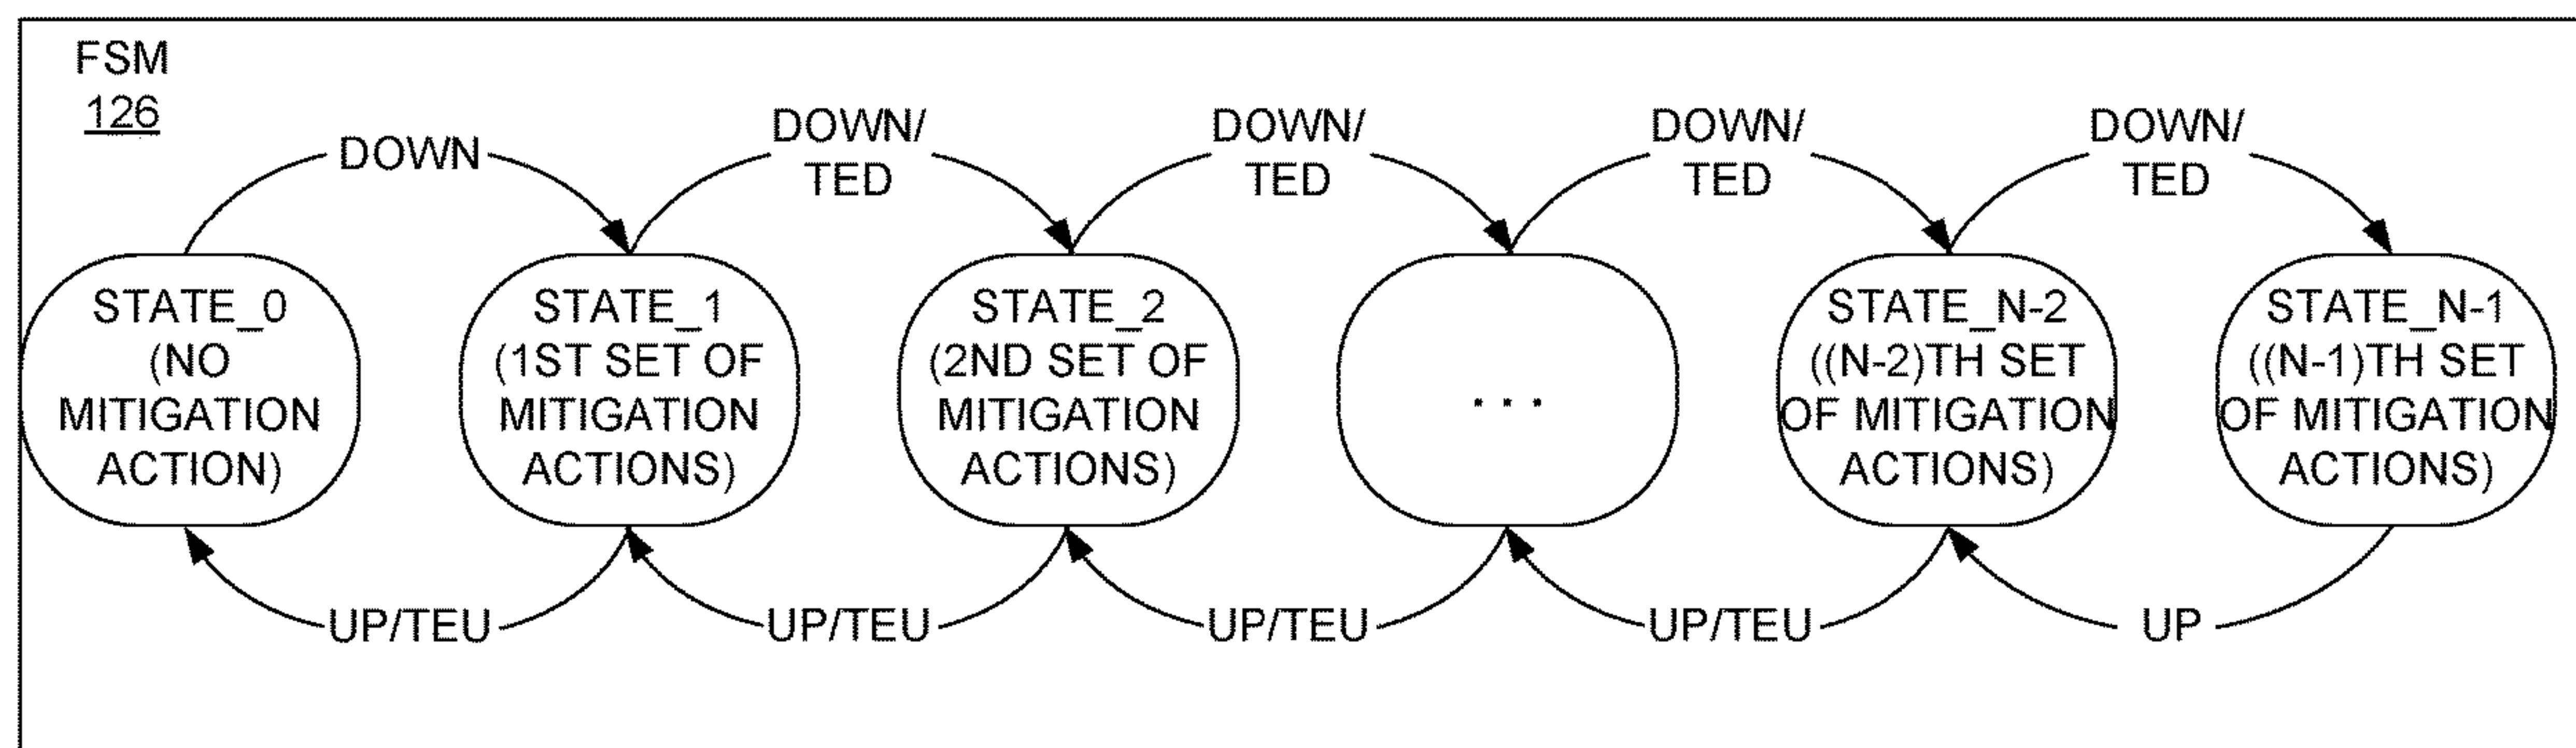 FSM
126
DOWN
DOWN/
TED
DOWN/
TED
DOWN/
TED
DOWN/
TED
STATE_0
(NO
MITIGATION
ACTION)
STATE_1
(1ST SET OF
MITIGATION
ACTIONS)
STATE_2
(2ND SET OF
MITIGATION
ACTIONS)
...
STATE_N-2
((N-2)TH SET
OF MITIGATION
ACTIONS)
STATE_N-1
((N-1)TH SET
OF MITIGATION
ACTIONS)
UP/TEU
UP/TEU
UP/TEU
UP/TEU
UP